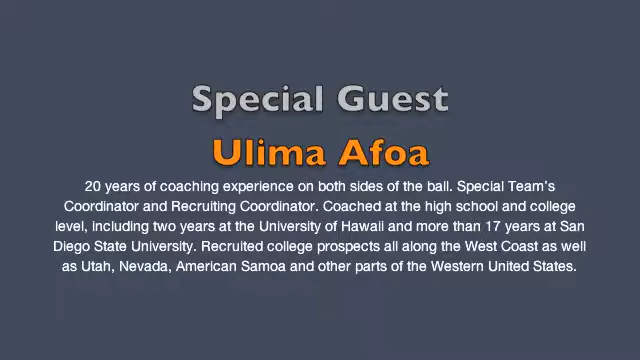 Special Guest
Ulima Afoa
20 years of coaching experience on both sides of the ball. Special Team's
Coordinator and Recruiting Coordinator. Coached at the high school and college
level, including two years at the University of Hawaii and more than 17 years at San
Diego State University. Recruited college prospects all along the West Coast as well
as Utah, Nevada, American Samoa and other parts of the Western United States.